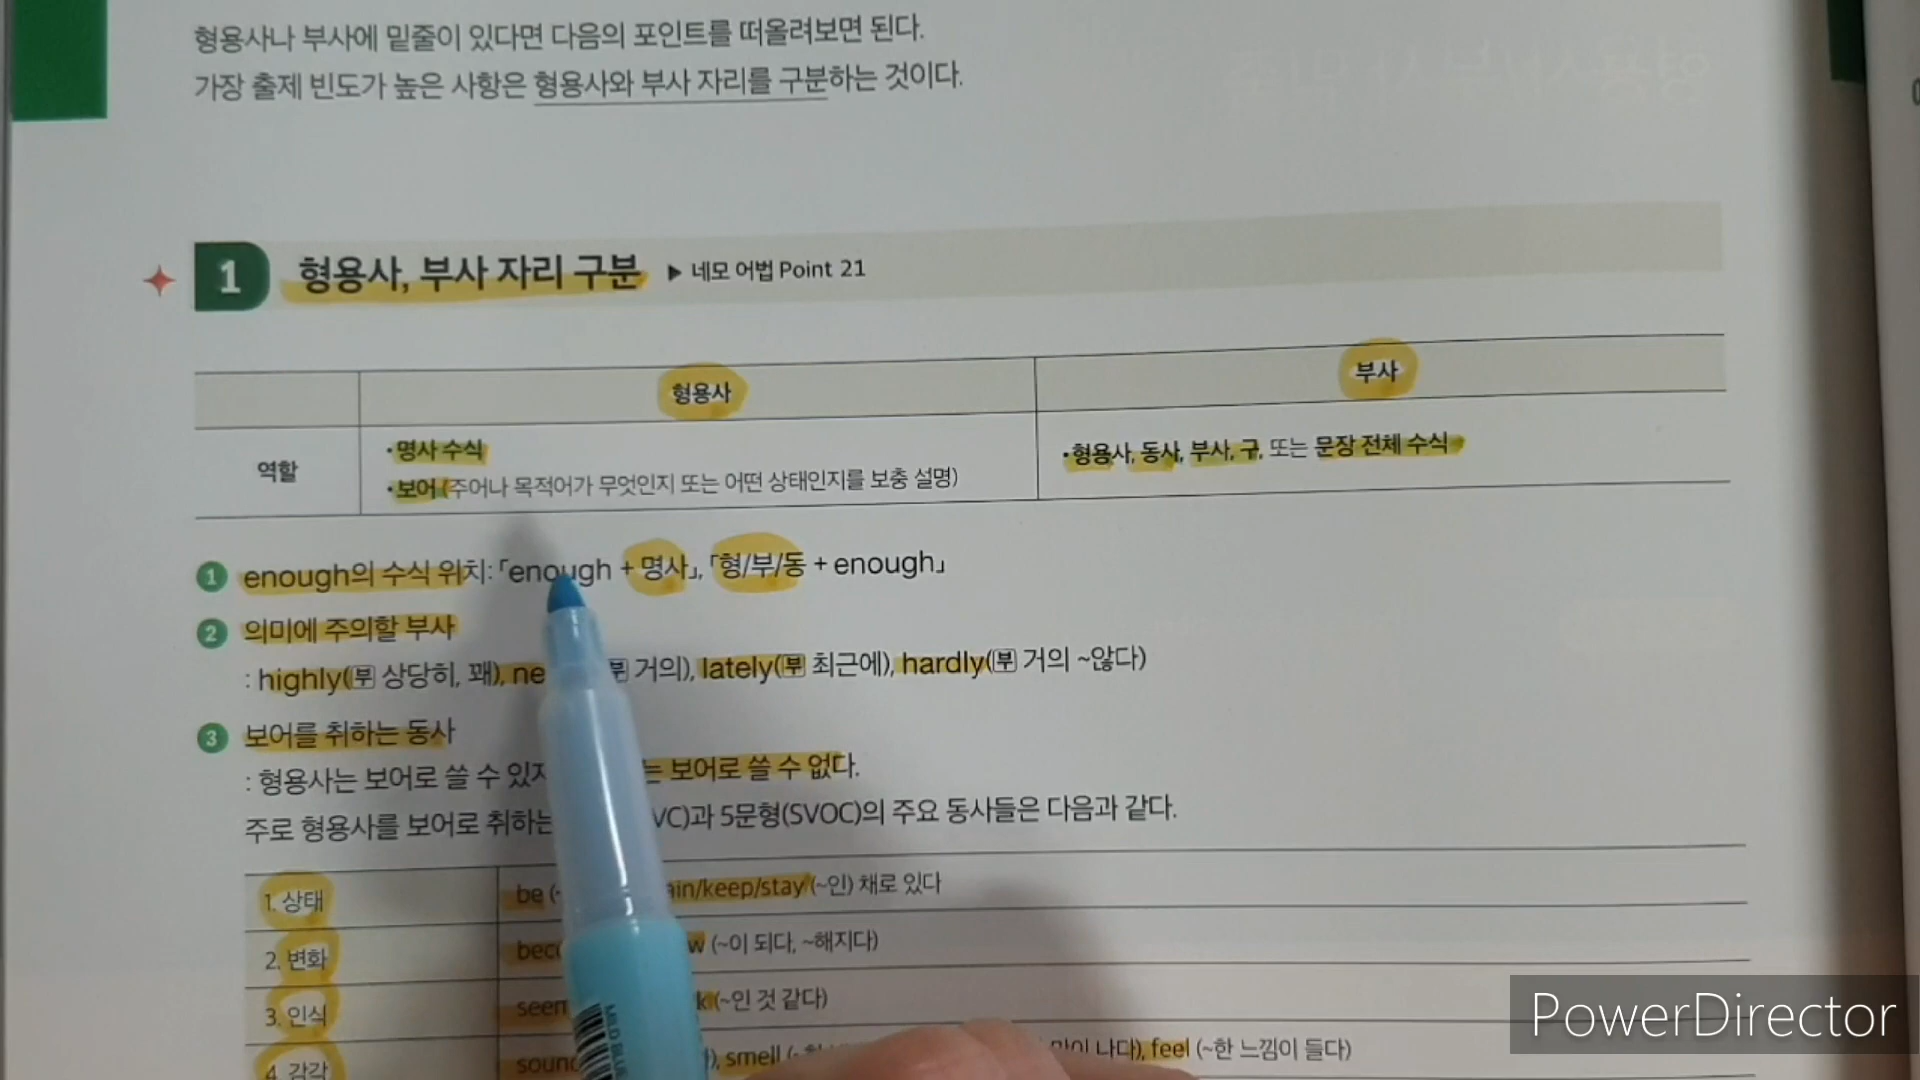 형용사나 부사에 밑줄이 있다면 다음의 포인트를 떠올려보면 된다.
가장 출제 빈도가 높은 사항은 형용사와 부사 자리를 구분하는 것이다.
1 형용사, 부사 자리 구분 ▶ 네모 어법 Point 21
형용사 부사
역할
• 명사 수식
• 보어 (주어나 목적어가 무엇인지 또는 어떤 상태인지를 보충 설명)
• 형용사, 동사, 부사, 구, 또는 문장 전체 수식
1 enough의 수식 위치: 「enough + 명사」, 「형/부/동 + enough」
2 의미에 주의할 부사
: highly(부 상당히, 꽤), 부 거의), lately(부 최근에), hardly(부 거의 ~않다)
3 보어를 취하는 동사
: 형용사는 보어로 쓸 수 있지 는 보어로 쓸 수 없다.
주로 형용사를 보어로 취하는 VC)과 5문형(SVOC)의 주요 동사들은 다음과 같다.
1. 상태 be ain/keep/stay (~인) 채로 있다
2. 변화 w (~이 되다, ~해지다)
3. 인식 seem k (~인 것 같다)
4. 감각 sound smell 나다), feel (~한 느낌이 들다)
MILD BLUE
PowerDirector